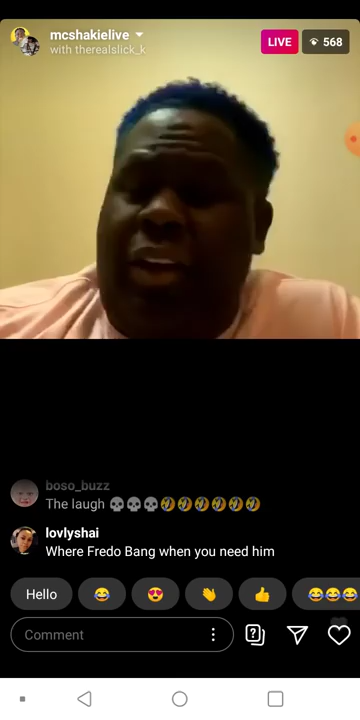 mcshakielive
with therealslick_k
LIVE
568
boso_buzz
The laugh 💀💀💀🤣🤣🤣🤣🤣🤣
lovlyshai
Where Fredo Bang when you need him
Hello
Comment